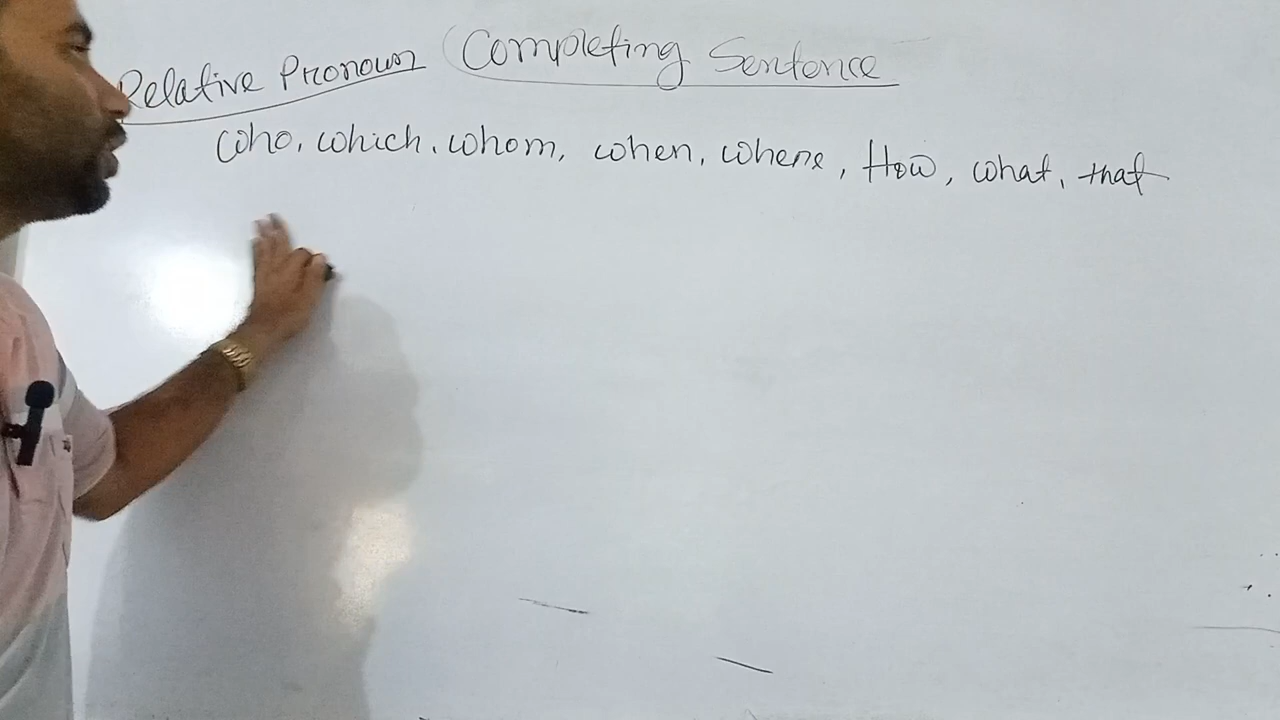 Relative Pronoun (Completing Sentence
Who, which, whom, when, where, How, what, that